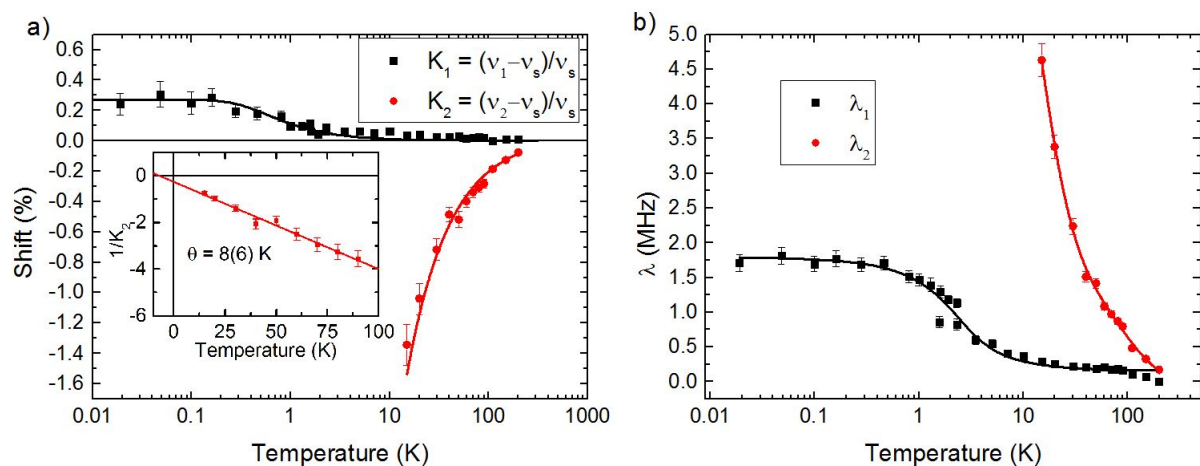 a)
0.6
0.4
0.2
0.0
-0.2
-0.4
-0.6
-0.8
-1.0
-1.2
-1.4
-1.6
Shift (%)
K₁ = (ν₁–νₛ)/νₛ
K₂ = (ν₂–νₛ)/νₛ
0
-2
-4
-6
1/K₂
θ = 8(6) K
0 25 50 75 100
Temperature (K)
0.01 0.1 1 10 100 1000
Temperature (K)
b)
5.0
4.5
4.0
3.5
3.0
2.5
2.0
1.5
1.0
0.5
0.0
λ (MHz)
λ₁
λ₂
0.01 0.1 1 10 100
Temperature (K)